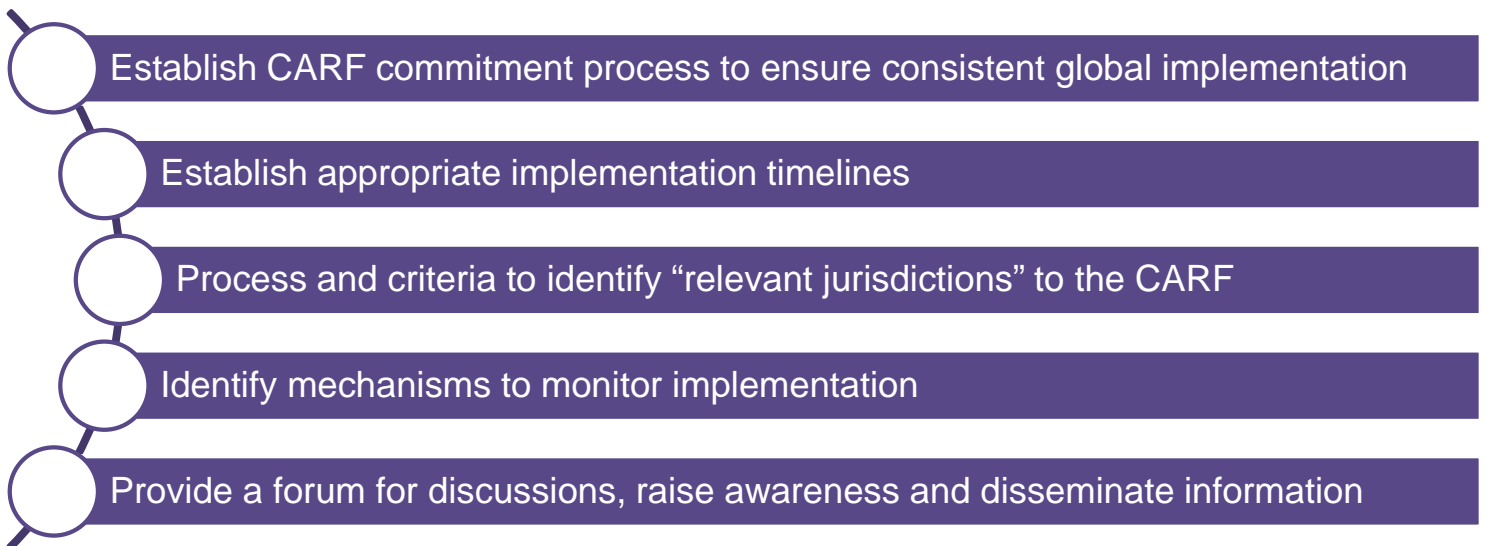 Establish CARF commitment process to ensure consistent global implementation
Establish appropriate implementation timelines
Process and criteria to identify “relevant jurisdictions” to the CARF
Identify mechanisms to monitor implementation
Provide a forum for discussions, raise awareness and disseminate information